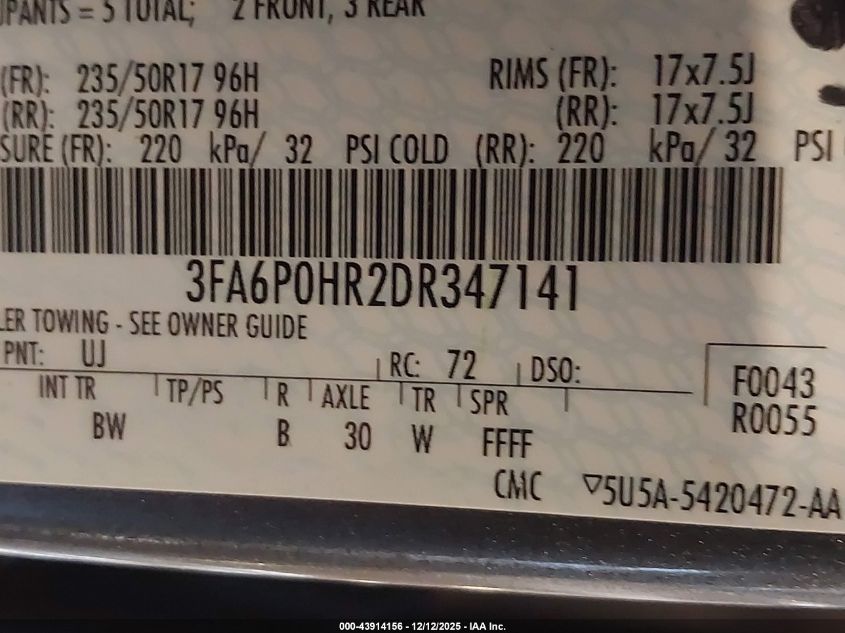 UPANTS = 5 TOTAL; 2 FRONT, 3 REAR
(FR): 235/50R17 96H RIMS (FR): 17x7.5J
(RR): 235/50R17 96H (RR): 17x7.5J
SURE (FR): 220 kPa/ 32 PSI COLD (RR): 220 kPa/ 32 PSI
3FA6P0HR2DR347141
LER TOWING - SEE OWNER GUIDE
PNT: UJ RC: 72 DSO:
INT TR TP/PS R AXLE TR SPR F0043
BW B 30 W FFFF R0055
CMC ▽5U5A-5420472-AA
000-43914156 - 12/12/2025 - IAA Inc.